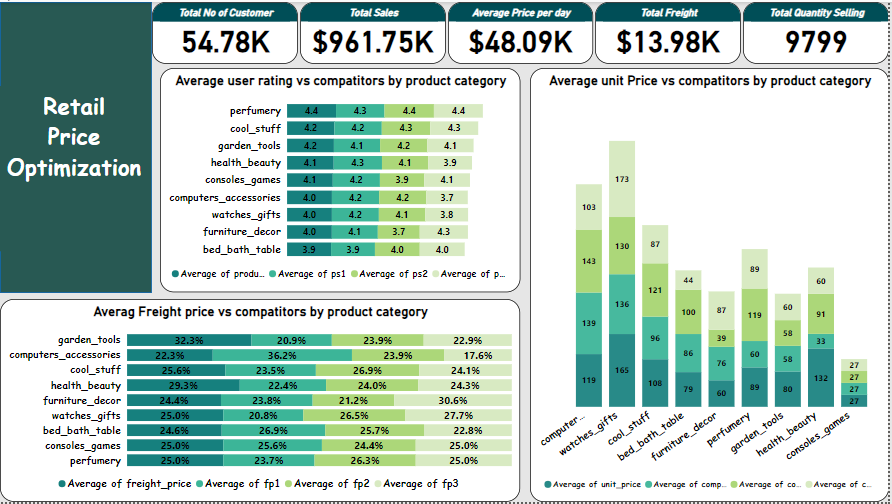 Total No of Customer
54.78K
Total Sales
$961.75K
Average Price per day
$48.09K
Total Freight
$13.98K
Total Quantity Selling
9799
Retail
Price
Optimization
Average user rating vs compatitors by product category
perfumery 4.4 4.3 4.4 4.4
cool_stuff 4.2 4.2 4.3 4.3
garden_tools 4.2 4.1 4.2 4.1
health_beauty 4.1 4.3 4.1 3.9
consoles_games 4.1 4.2 3.9 4.1
computers_accessories 4.0 4.2 4.2 3.7
watches_gifts 4.0 4.2 4.1 3.8
furniture_decor 4.0 4.1 3.7 4.3
bed_bath_table 3.9 3.9 4.0 4.0
Average of produ... Average of ps1 Average of ps2 Average of p...
Average unit Price vs compatitors by product category
103 143 139 119
173 130 136 165
87 121 96 108
44 100 86 79
87 39 76 60
89 119 60 89
60 58 58 80
60 91 33 132
27 27 27 27
computer... watches_gifts cool_stuff bed_bath_table furniture_decor perfumery garden_tools health_beauty consoles_games
Average of unit_price Average of comp... Average of co... Average of c...
Averag Freight price vs compatitors by product category
garden_tools 32.3% 20.9% 23.9% 22.9%
computers_accessories 22.3% 36.2% 23.9% 17.6%
cool_stuff 25.6% 23.5% 26.9% 24.1%
health_beauty 29.3% 22.4% 24.0% 24.3%
furniture_decor 24.4% 23.8% 21.2% 30.6%
watches_gifts 25.0% 20.8% 26.5% 27.7%
bed_bath_table 24.6% 26.9% 25.7% 22.8%
consoles_games 25.0% 25.6% 24.4% 25.0%
perfumery 25.0% 23.7% 26.3% 25.0%
Average of freight_price Average of fp1 Average of fp2 Average of fp3